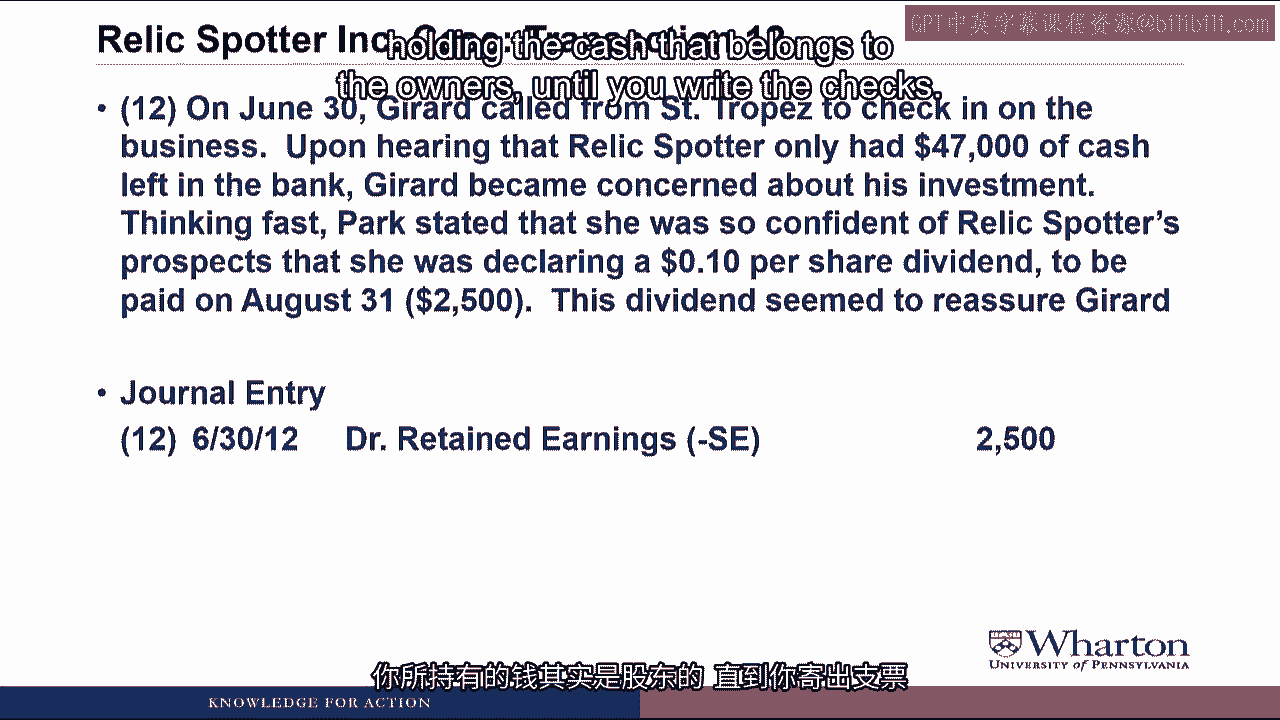 GPT中英字幕课程资源@bilibili.com
Relic Spotter Inc.
holding the cash that belongs to
the owners, until you write the checks.
• (12) On June 30, Girard called from St. Tropez to check in on the
business. Upon hearing that Relic Spotter only had $47,000 of cash
left in the bank, Girard became concerned about his investment.
Thinking fast, Park stated that she was so confident of Relic Spotter's
prospects that she was declaring a $0.10 per share dividend, to be
paid on August 31 ($2,500). This dividend seemed to reassure Girard
• Journal Entry
(12) 6/30/12 Dr. Retained Earnings (-SE) 2,500
Wharton
UNIVERSITY of PENNSYLVANIA
你所持有的钱其实是股东的 直到你寄出支票
KNOWLEDGE FOR ACTION